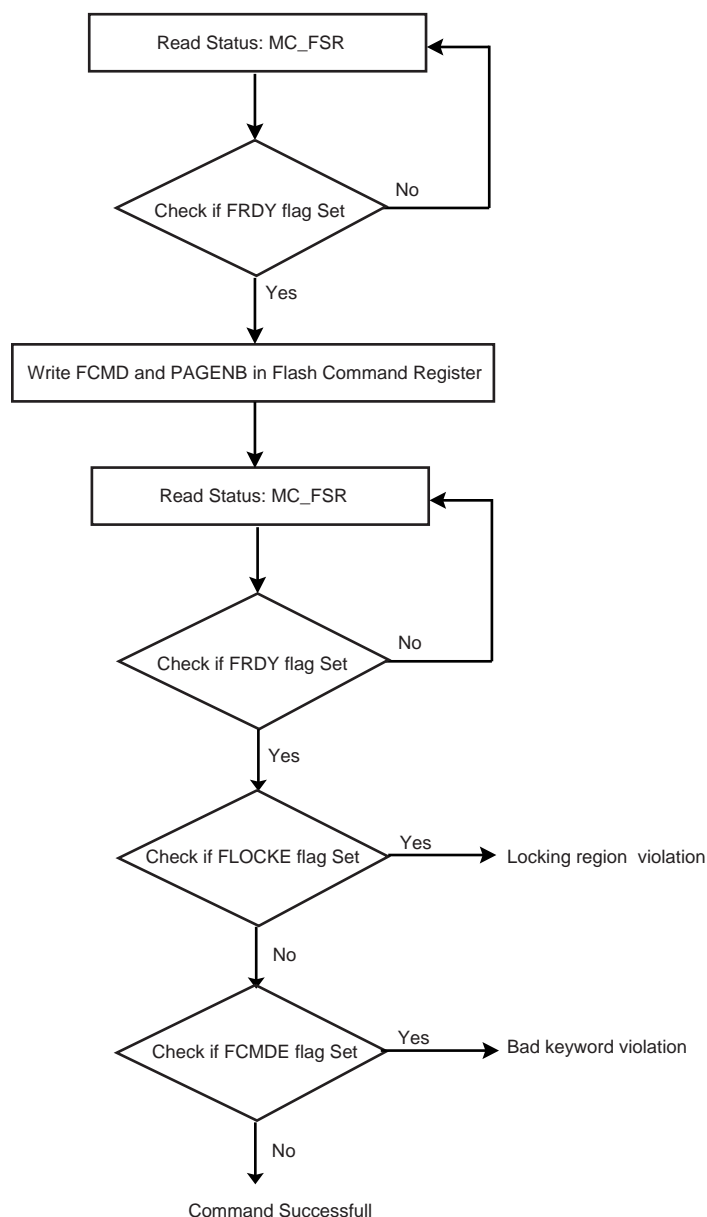 Read Status: MC_FSR
Check if FRDY flag Set
No
Yes
Write FCMD and PAGENB in Flash Command Register
Read Status: MC_FSR
Check if FRDY flag Set
No
Yes
Check if FLOCKE flag Set
Yes
Locking region violation
No
Check if FCMDE flag Set
Yes
Bad keyword violation
No
Command Successfull